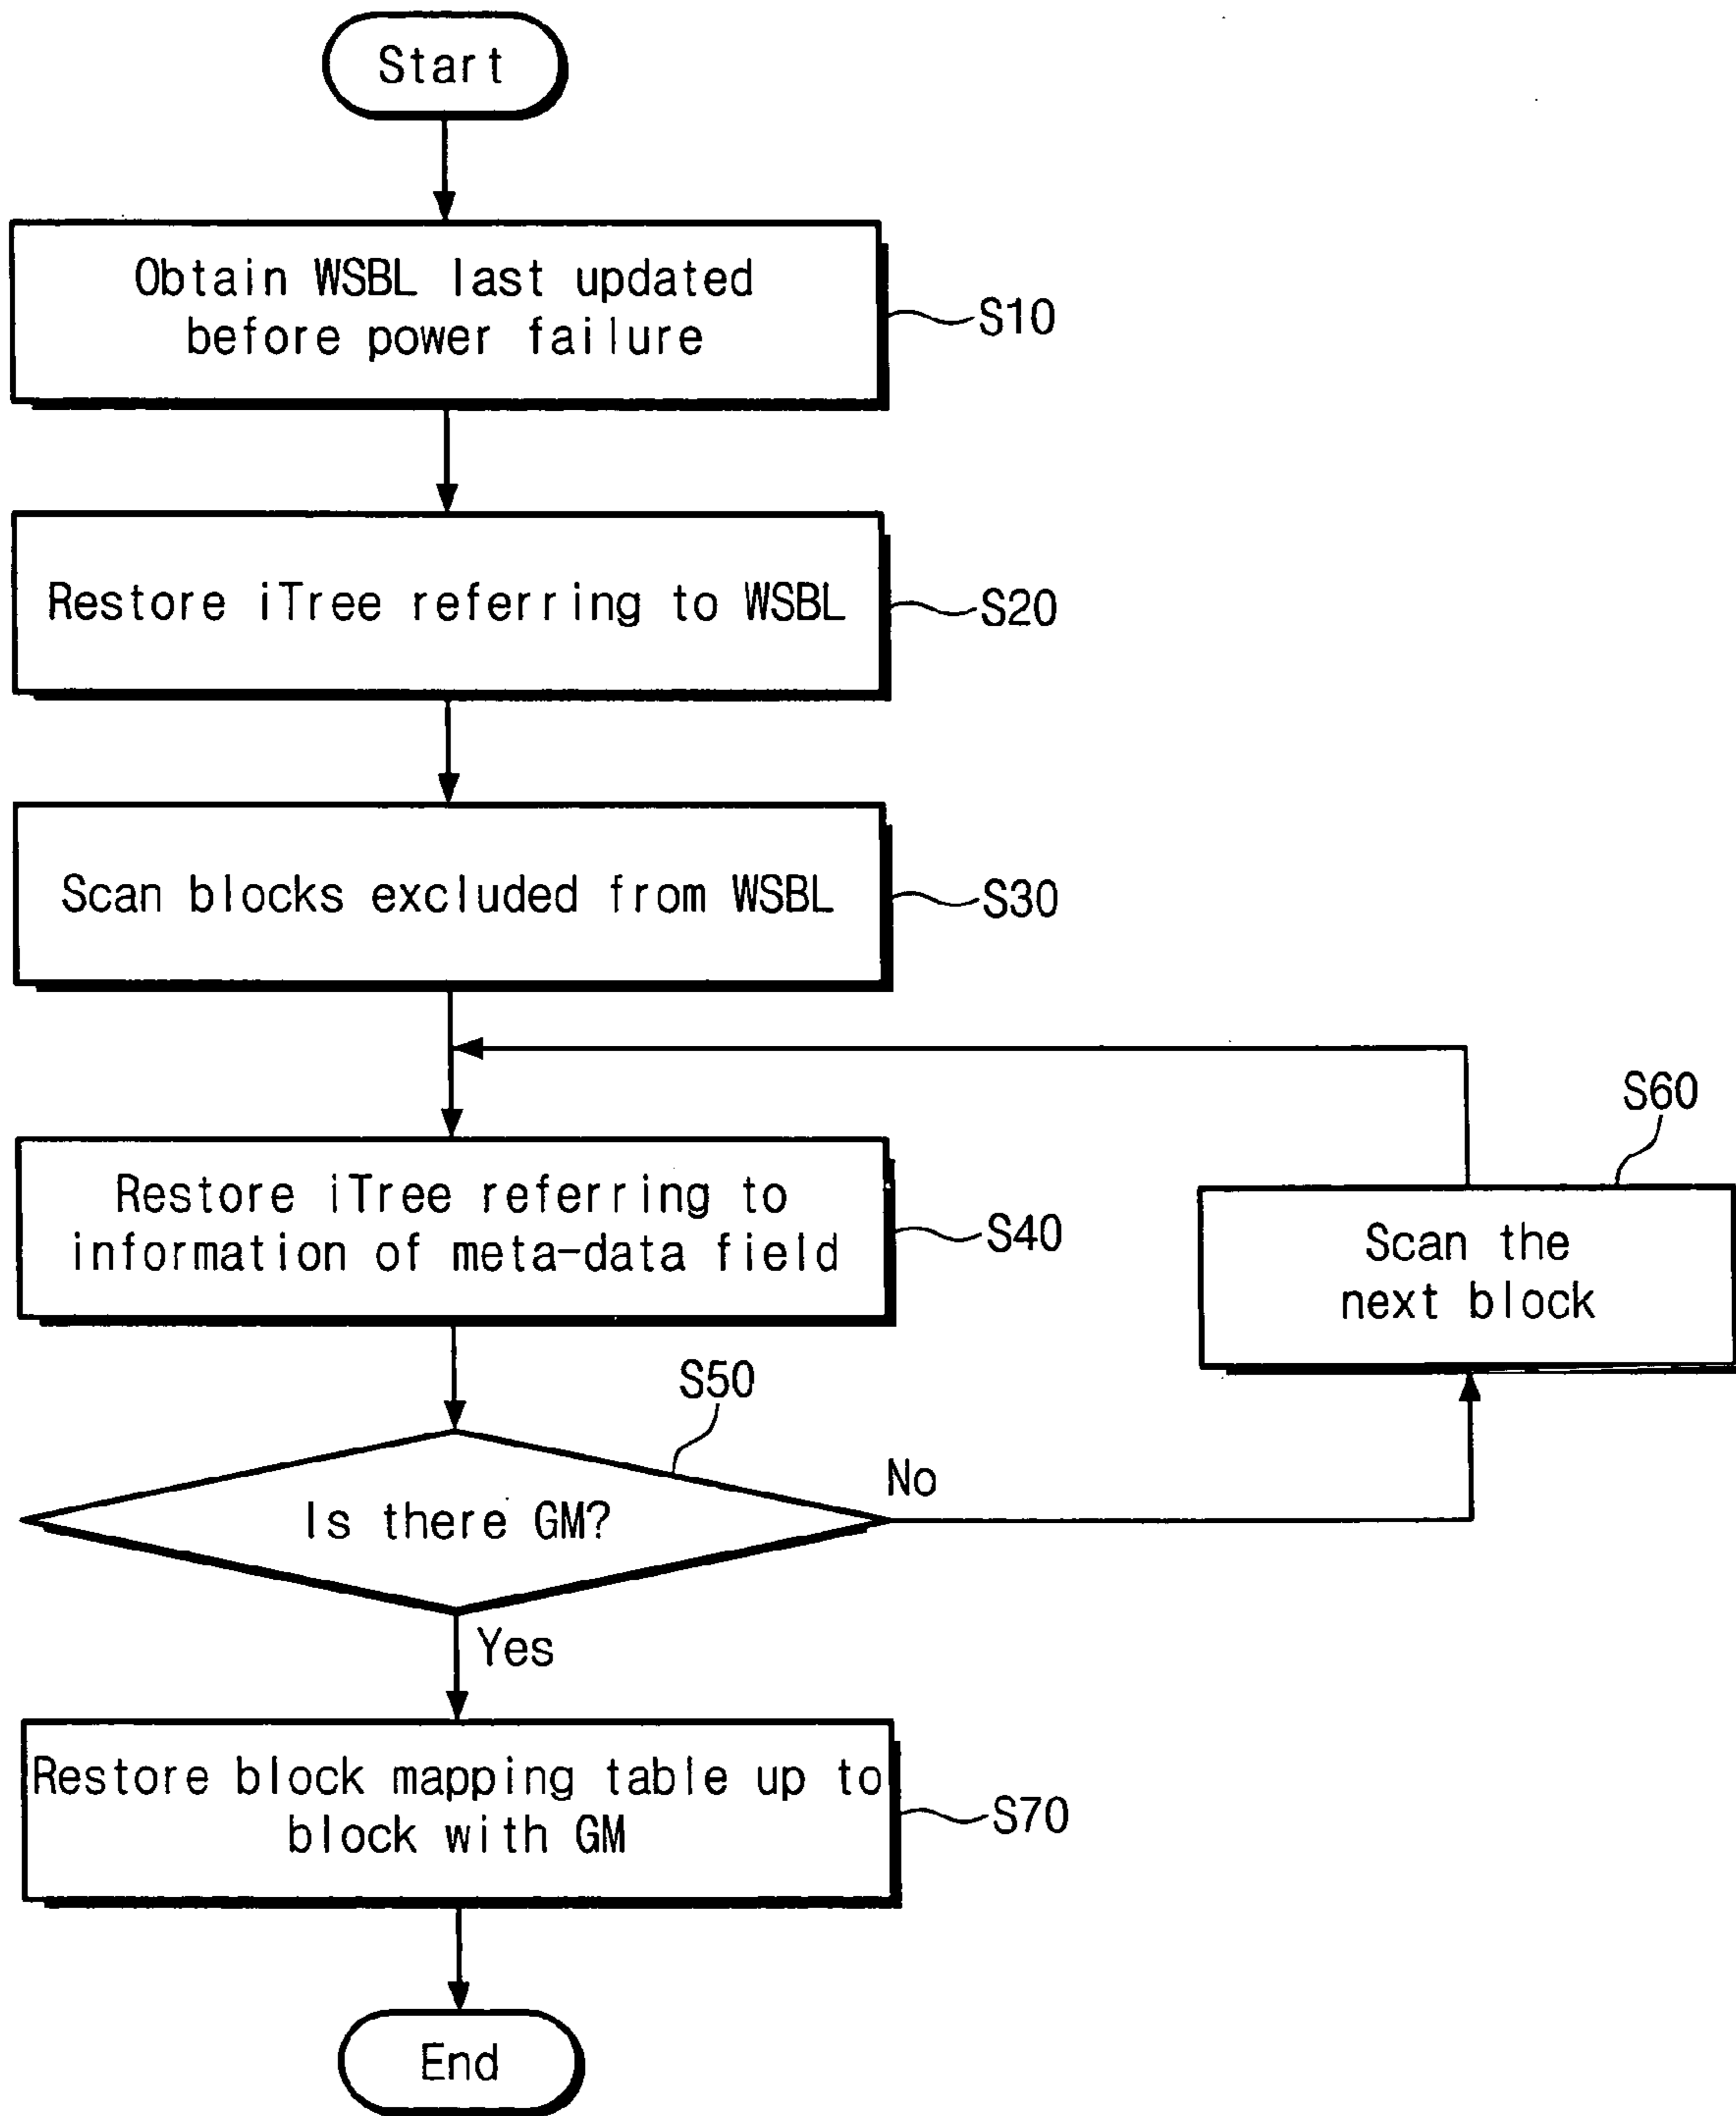 Start
Obtain WSBL last updated
before power failure
S10
Restore iTree referring to WSBL
S20
Scan blocks excluded from WSBL
S30
S60
Restore iTree referring to
information of meta-data field
S40
Scan the
next block
S50
Is there GM?
No
Yes
Restore block mapping table up to
block with GM
S70
End